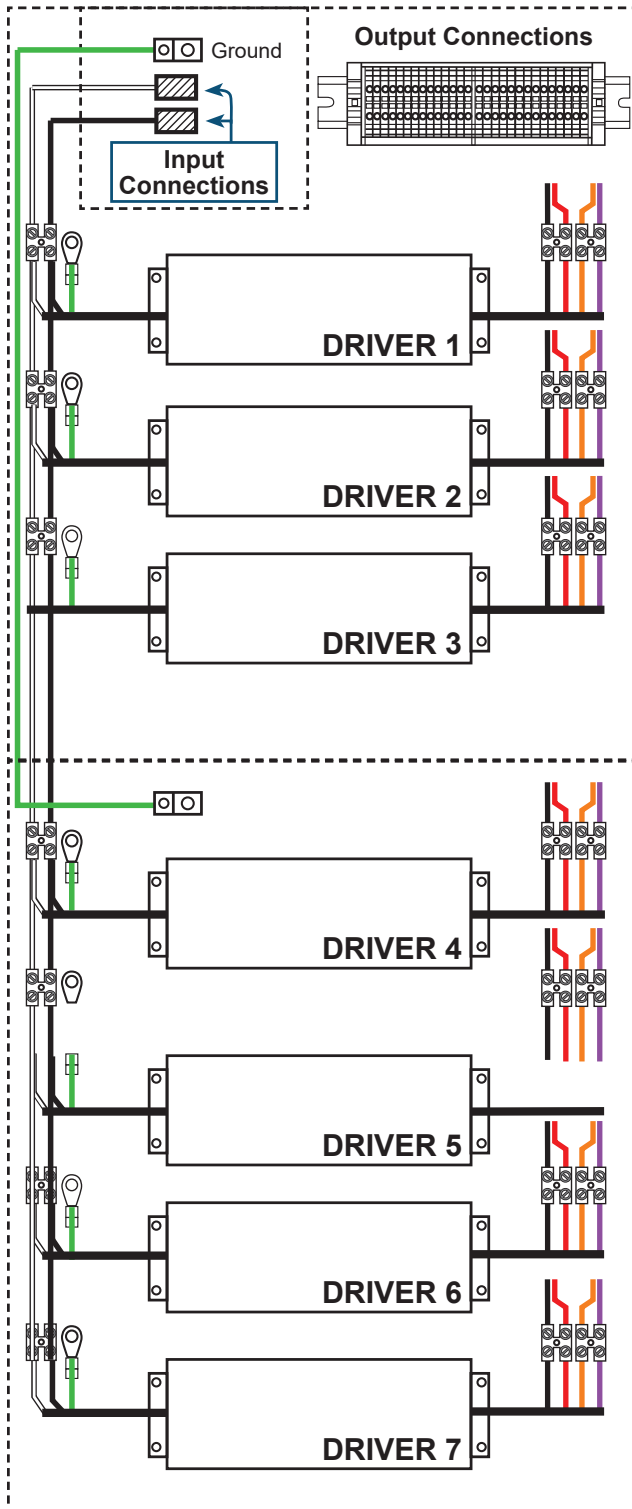 Output Connections
Ground
Input
Connections
DRIVER 1
DRIVER 2
DRIVER 3
DRIVER 4
DRIVER 5
DRIVER 6
DRIVER 7